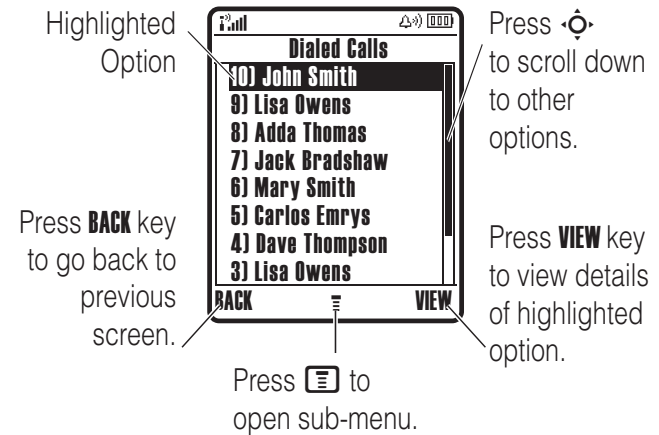 Highlighted
Option
Dialed Calls
10) John Smith
9) Lisa Owens
8) Adda Thomas
7) Jack Bradshaw
6) Mary Smith
5) Carlos Emrys
4) Dave Thompson
3) Lisa Owens
BACK
VIEW
Press
to scroll down
to other
options.
Press BACK key
to go back to
previous
screen.
Press VIEW key
to view details
of highlighted
option.
Press to
open sub-menu.